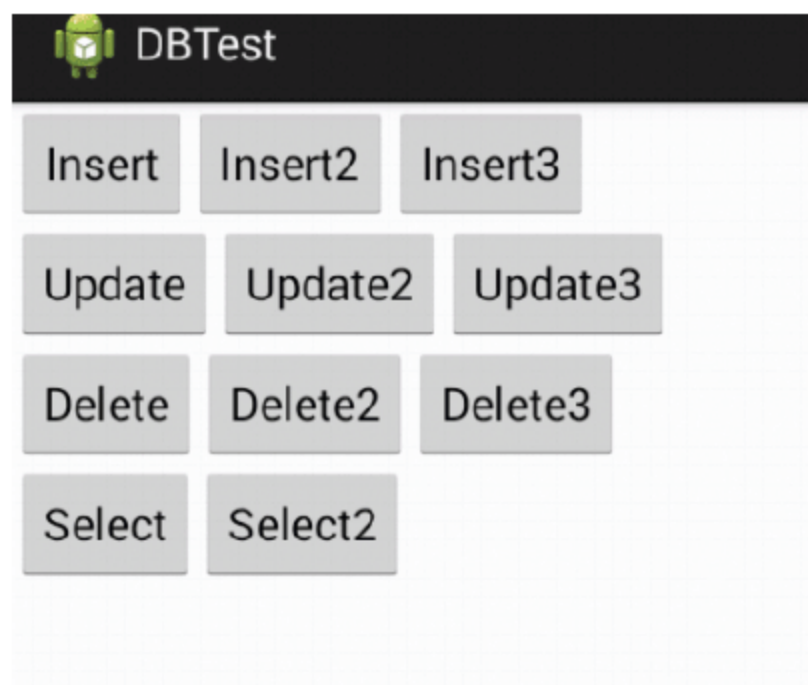 DBTest
Insert Insert2 Insert3
Update Update2 Update3
Delete Delete2 Delete3
Select Select2